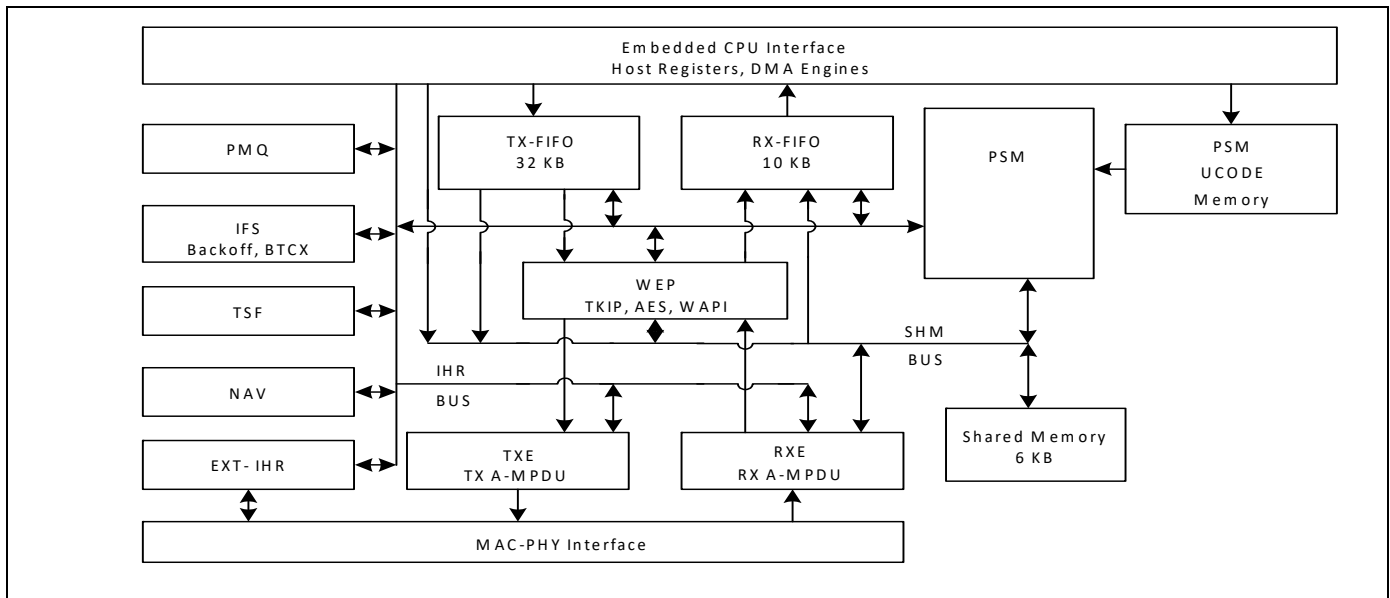 Embedded CPU Interface
Host Registers, DMA Engines
PMQ
TX-FIFO
32 KB
RX-FIFO
10 KB
PSM
PSM
UCODE
Memory
IFS
Backoff, BTCX
WEP
TKIP, AES, WAPI
TSF
SHM
BUS
IHR
BUS
NAV
Shared Memory
6 KB
EXT- IHR
TXE
TX A-MPDU
RXE
RX A-MPDU
MAC-PHY Interface